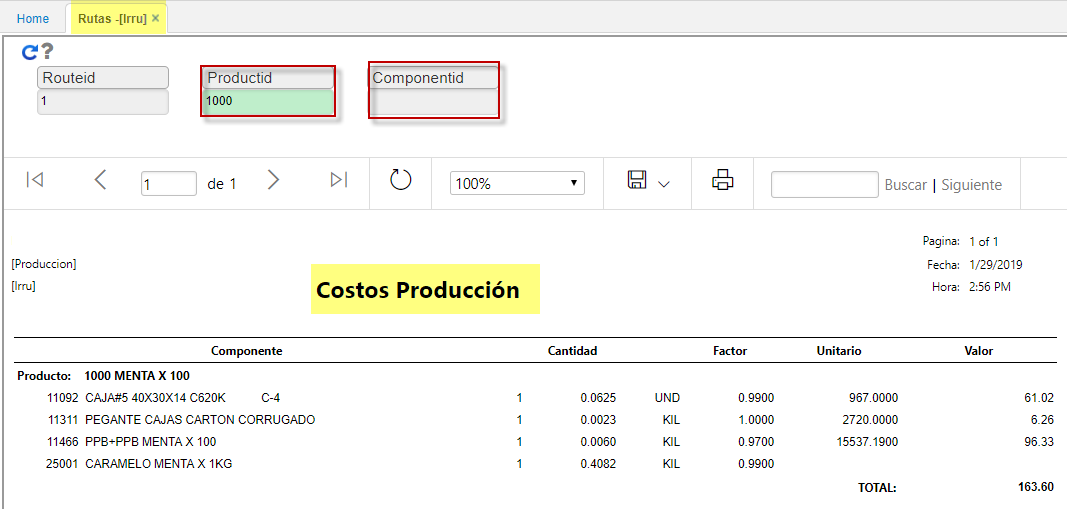 Home Rutas -[Irru] ×
?
Routeid Productid Componentid
1 1000
1 de 1 100% Buscar | Siguiente
Pagina: 1 of 1
[Produccion] Fecha: 1/29/2019
[Irru] Hora: 2:56 PM
Costos Producción
Componente Cantidad Factor Unitario Valor
Producto: 1000 MENTA X 100
11092 CAJA#5 40X30X14 C620K C-4 1 0.0625 UND 0.9900 967.0000 61.02
11311 PEGANTE CAJAS CARTON CORRUGADO 1 0.0023 KIL 1.0000 2720.0000 6.26
11466 PPB+PPB MENTA X 100 1 0.0060 KIL 0.9700 15537.1900 96.33
25001 CARAMELO MENTA X 1KG 1 0.4082 KIL 0.9900
TOTAL: 163.60